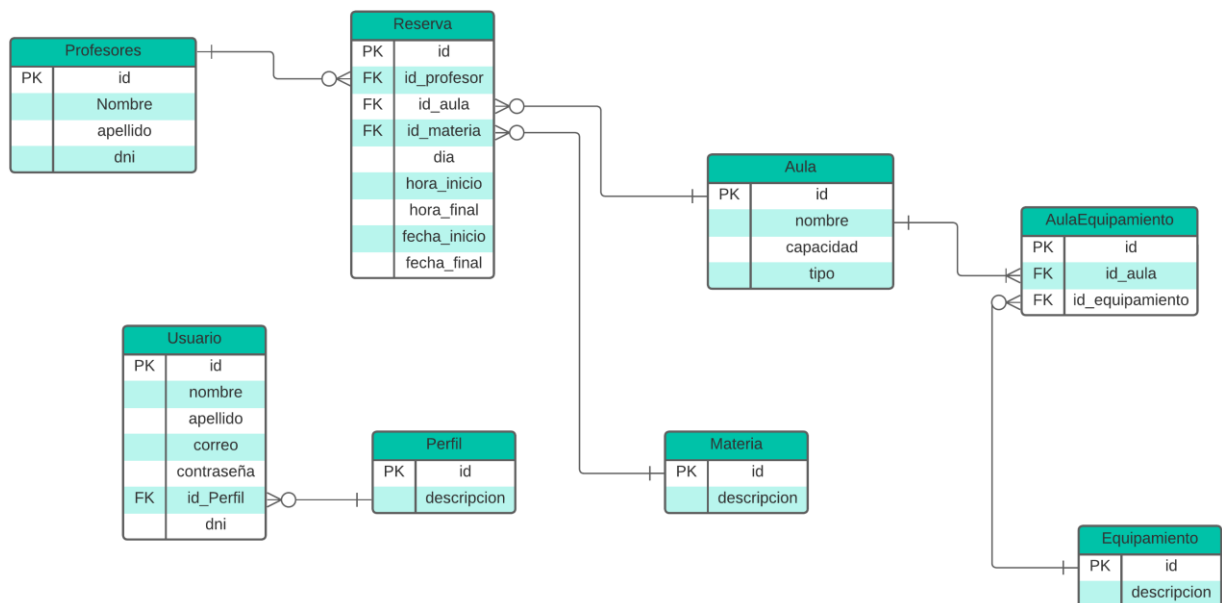 Profesores
PK id
Nombre
apellido
dni
Reserva
PK id
FK id_profesor
FK id_aula
FK id_materia
dia
hora_inicio
hora_final
fecha_inicio
fecha_final
Aula
PK id
nombre
capacidad
tipo
AulaEquipamiento
PK id
FK id_aula
FK id_equipamiento
Usuario
PK id
nombre
apellido
correo
contraseña
FK id_Perfil
dni
Perfil
PK id
descripcion
Materia
PK id
descripcion
Equipamiento
PK id
descripcion